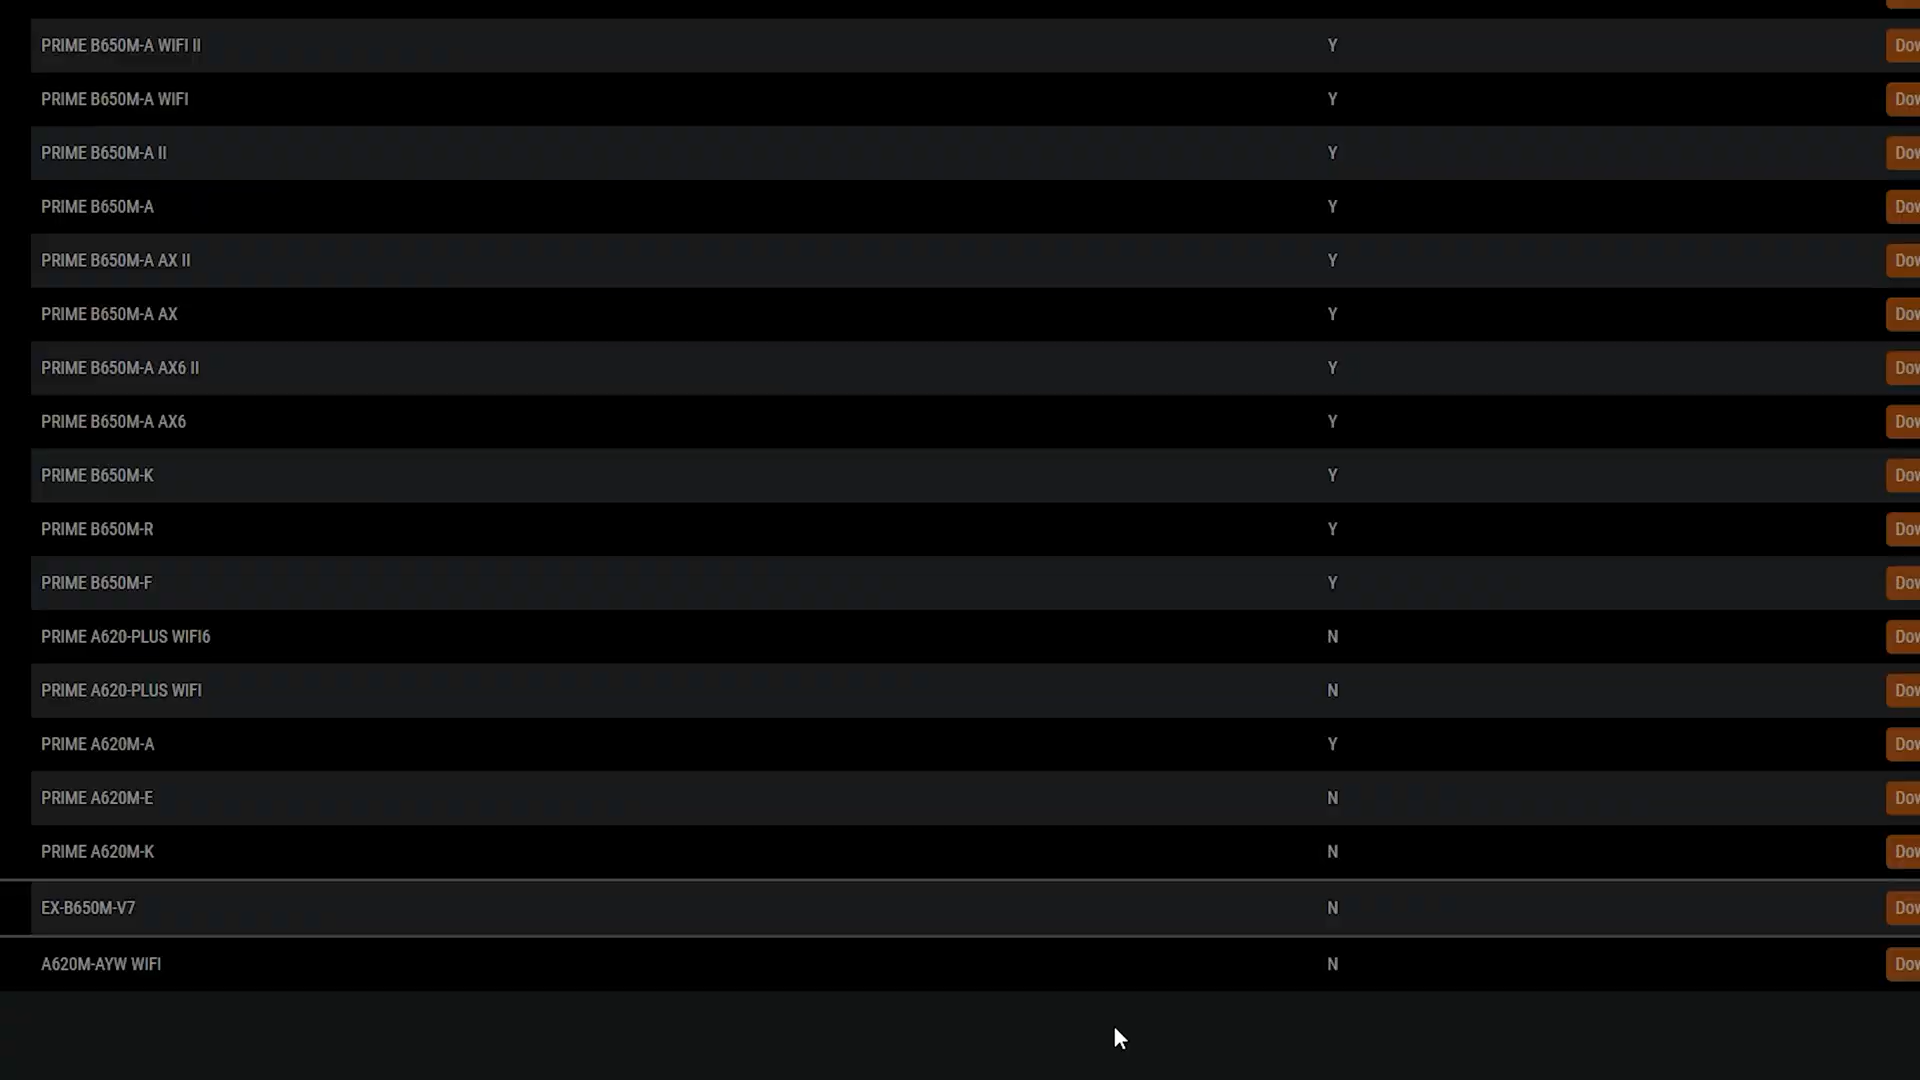 PRIME B650M-A WIFI II Y Dow
PRIME B650M-A WIFI Y Dow
PRIME B650M-A II Y Dow
PRIME B650M-A Y Dow
PRIME B650M-A AX II Y Dow
PRIME B650M-A AX Y Dow
PRIME B650M-A AX6 II Y Dow
PRIME B650M-A AX6 Y Dow
PRIME B650M-K Y Dow
PRIME B650M-R Y Dow
PRIME B650M-F Y Dow
PRIME A620-PLUS WIFI6 N Dow
PRIME A620-PLUS WIFI N Dow
PRIME A620M-A Y Dow
PRIME A620M-E N Dow
PRIME A620M-K N Dow
EX-B650M-V7 N Dow
A620M-AYW WIFI N Dow